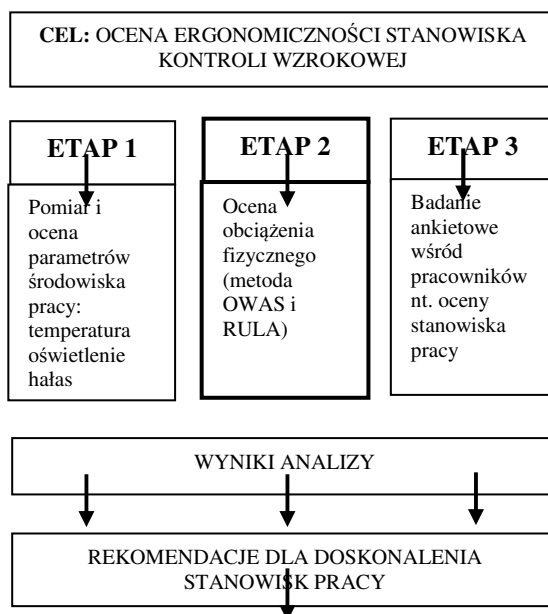 CEL: OCENA ERGONOMICZNOŚCI STANOWISKA
KONTROLI WZROKOWEJ
ETAP 1
Pomiar i
ocena
parametrów
środowiska
pracy:
temperatura
oświetlenie
hałas
ETAP 2
Ocena
obciążenia
fizycznego
(metoda
OWAS i
RULA)
ETAP 3
Badanie
ankietowe
wśród
pracowników
nt. oceny
stanowiska
pracy
WYNIKI ANALIZY
REKOMENDACJE DLA DOSKONALENIA
STANOWISK PRACY